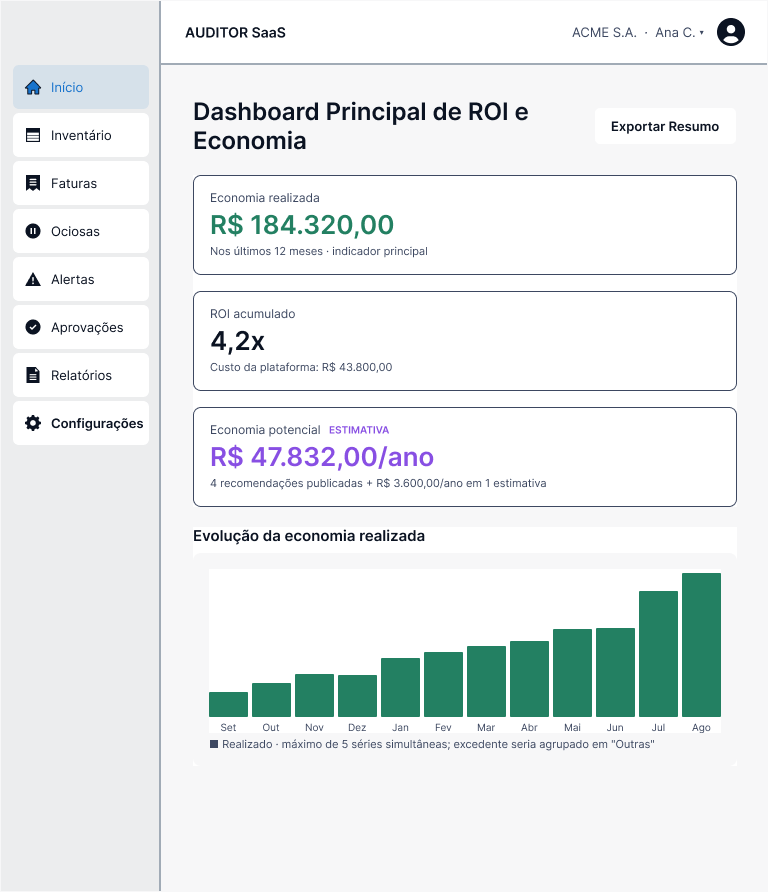 AUDITOR SaaS
ACME S.A. · Ana C. ▾
Início
Inventário
Faturas
Ociosas
Alertas
Aprovações
Relatórios
Configurações
Dashboard Principal de ROI e
Economia
Exportar Resumo
Economia realizada
R$ 184.320,00
Nos últimos 12 meses · indicador principal
ROI acumulado
4,2x
Custo da plataforma: R$ 43.800,00
Economia potencial ESTIMATIVA
R$ 47.832,00/ano
4 recomendações publicadas + R$ 3.600,00/ano em 1 estimativa
Evolução da economia realizada
Set Out Nov Dez Jan Fev Mar Abr Mai Jun Jul Ago
Realizado · máximo de 5 séries simultâneas; excedente seria agrupado em "Outras"